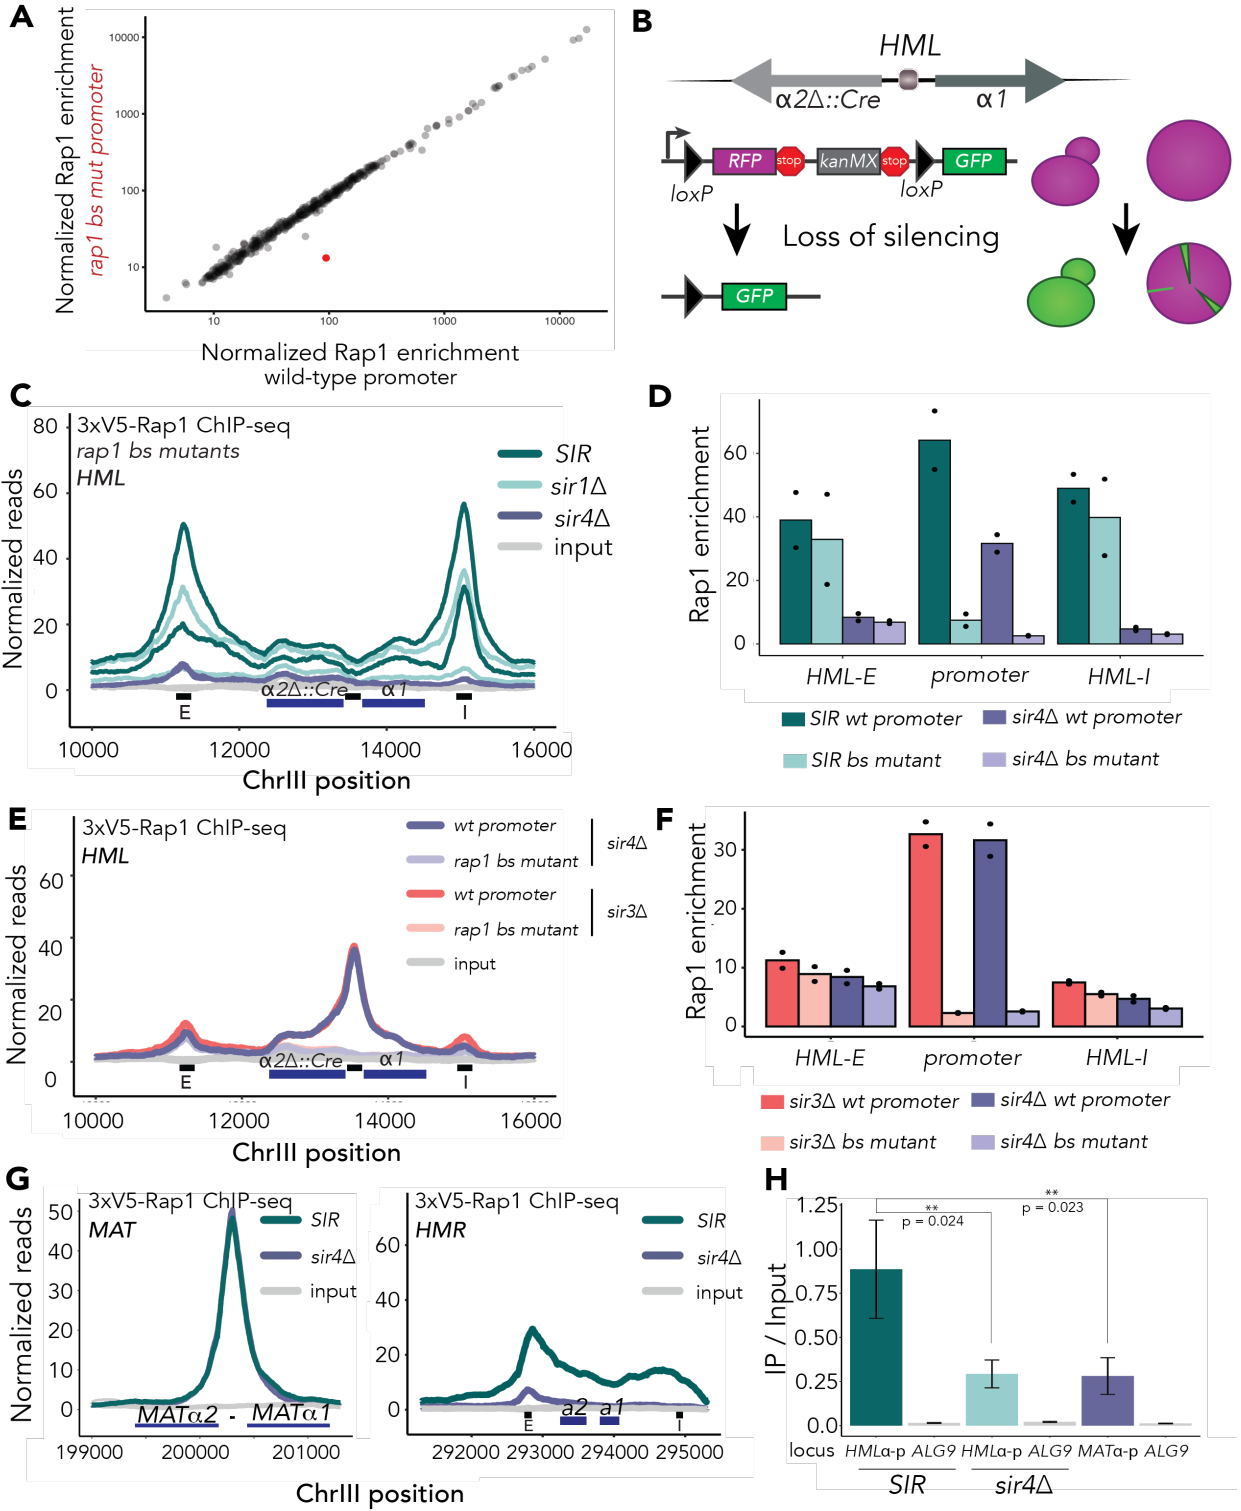 A
Normalized Rap1 enrichment
rap1 bs mut promoter
10000
1000
100
10
10
100
1000
10000
Normalized Rap1 enrichment
wild-type promoter
B
HML
α2Δ::Cre
α1
RFP
stop
kanMX
stop
GFP
loxP
loxP
Loss of silencing
GFP
C
3xV5-Rap1 ChIP-seq
rap1 bs mutants
HML
SIR
sir1Δ
sir4Δ
input
Normalized reads
80
60
40
20
0
α2Δ::Cre
α1
E
I
10000
12000
14000
16000
ChrIII position
D
Rap1 enrichment
60
40
20
0
HML-E
promoter
HML-I
SIR wt promoter
sir4Δ wt promoter
SIR bs mutant
sir4Δ bs mutant
E
3xV5-Rap1 ChIP-seq
HML
wt promoter
rap1 bs mutant
sir4Δ
wt promoter
rap1 bs mutant
sir3Δ
input
Normalized reads
60
40
20
0
α2Δ::Cre
α1
E
I
10000
12000
14000
16000
ChrIII position
F
Rap1 enrichment
30
20
10
0
HML-E
promoter
HML-I
sir3Δ wt promoter
sir4Δ wt promoter
sir3Δ bs mutant
sir4Δ bs mutant
G
3xV5-Rap1 ChIP-seq
MAT
SIR
sir4Δ
input
Normalized reads
50
40
30
20
10
0
MATα2 - MATα1
199000
200000
201000
3xV5-Rap1 ChIP-seq
HMR
SIR
sir4Δ
input
60
40
20
0
a2
a1
E
I
292000
293000
294000
295000
ChrIII position
H
IP / Input
1.25
1.00
0.75
0.50
0.25
0.0
**
p = 0.024
**
p = 0.023
locus HMLα-p ALG9 HMLα-p ALG9 MATα-p ALG9
SIR
sir4Δ